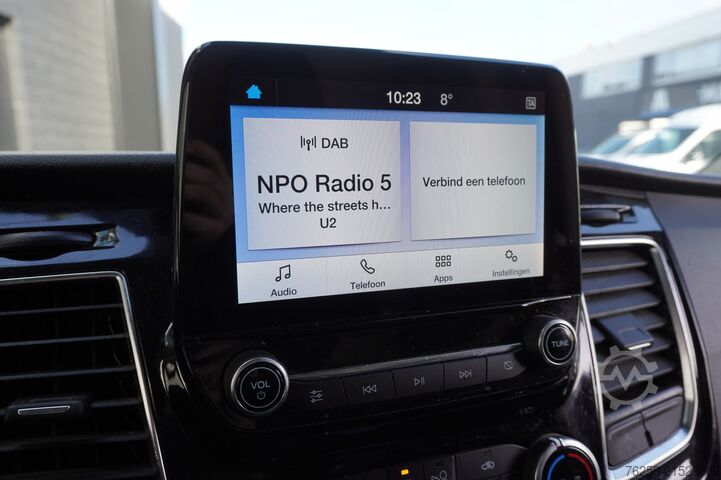 10:23 8° TA
DAB
NPO Radio 5
Where the streets h...
U2
Verbind een telefoon
Audio
Telefoon
Apps
Instellingen
VOL
TUNE